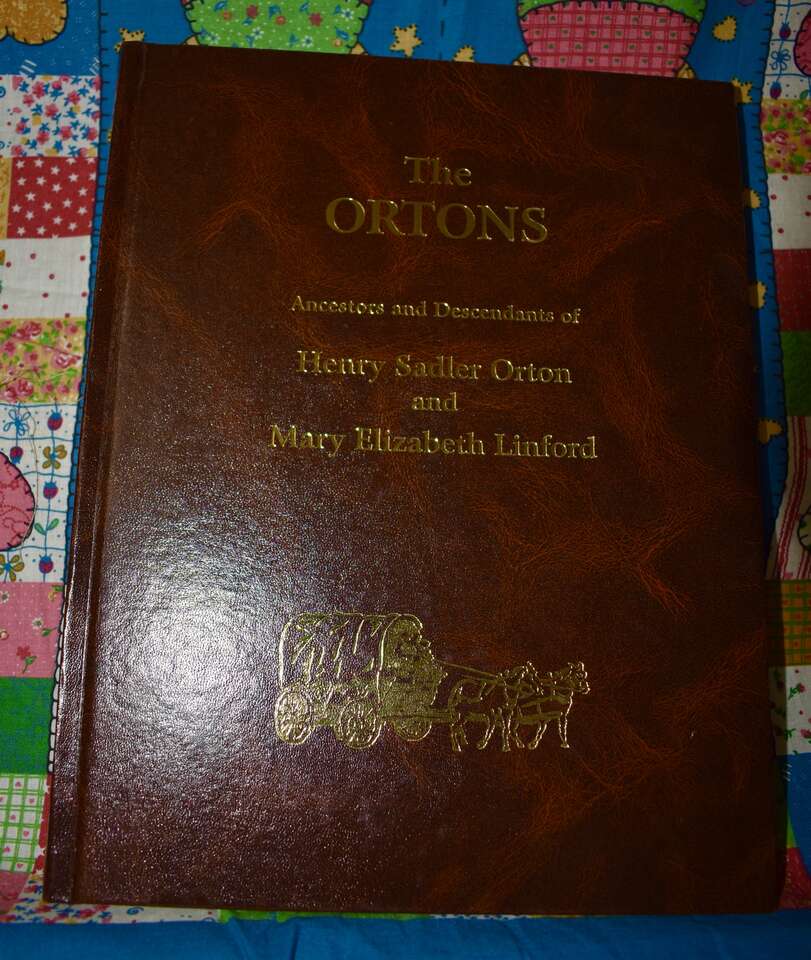 The
ORTONS
Ancestors and Descendants of
Henry Sadler Orton
and
Mary Elizabeth Linford